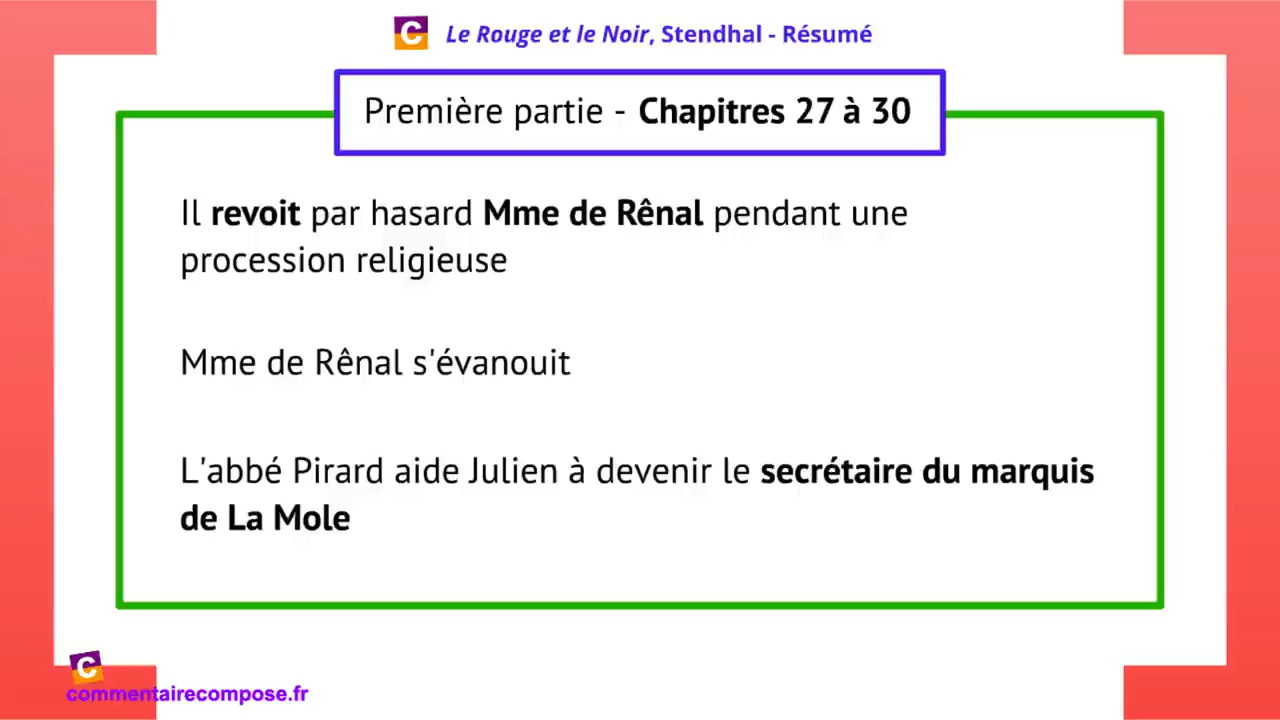 C Le Rouge et le Noir, Stendhal - Résumé
Première partie - Chapitres 27 à 30
Il revoit par hasard Mme de Rênal pendant une
procession religieuse
Mme de Rênal s'évanouit
L'abbé Pirard aide Julien à devenir le secrétaire du marquis
de La Mole
C
commentairecompose.fr